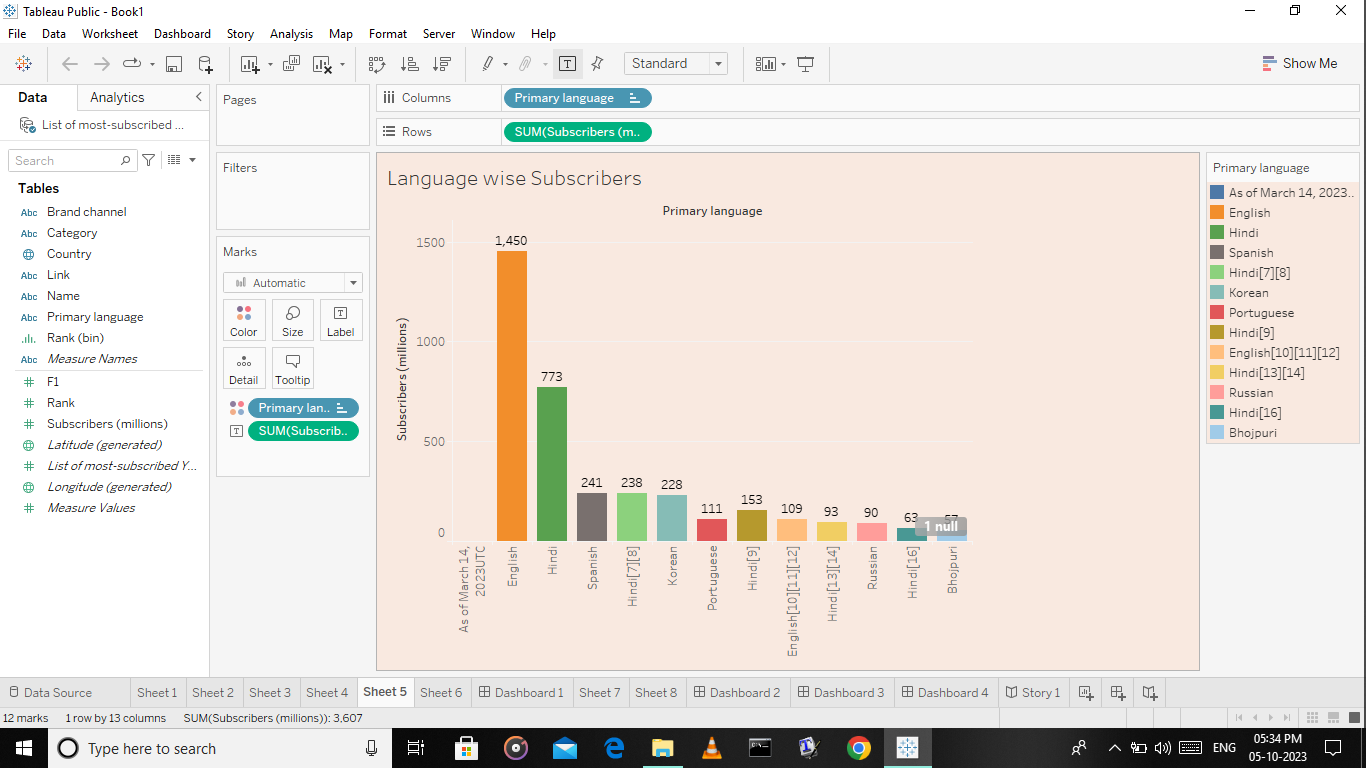 Tableau Public - Book1
File Data Worksheet Dashboard Story Analysis Map Format Server Window Help
Standard
Show Me
Data Analytics
List of most-subscribed ...
Search
Tables
Abc Brand channel
Abc Category
Country
Abc Link
Abc Name
Abc Primary language
Rank (bin)
Abc Measure Names
F1
Rank
Subscribers (millions)
Latitude (generated)
List of most-subscribed Y...
Longitude (generated)
Measure Values
Pages
Filters
Marks
Automatic
Color Size Label
Detail Tooltip
Primary lan..
SUM(Subscrib..
Columns Primary language
Rows SUM(Subscribers (m..
Language wise Subscribers
Primary language
Subscribers (millions)
1500
1000
500
0
1,450
773
241
238
228
111
153
109
93
90
63
57
1 null
As of March 14,
2023UTC
English
Hindi
Spanish
Hindi[7][8]
Korean
Portuguese
Hindi[9]
English[10][11][12]
Hindi[13][14]
Russian
Hindi[16]
Bhojpuri
Primary language
As of March 14, 2023..
English
Hindi
Spanish
Hindi[7][8]
Korean
Portuguese
Hindi[9]
English[10][11][12]
Hindi[13][14]
Russian
Hindi[16]
Bhojpuri
Data Source Sheet 1 Sheet 2 Sheet 3 Sheet 4 Sheet 5 Sheet 6 Dashboard 1 Sheet 7 Sheet 8 Dashboard 2 Dashboard 3 Dashboard 4 Story 1
12 marks 1 row by 13 columns SUM(Subscribers (millions)): 3,607
Type here to search
ENG
05:34 PM
05-10-2023